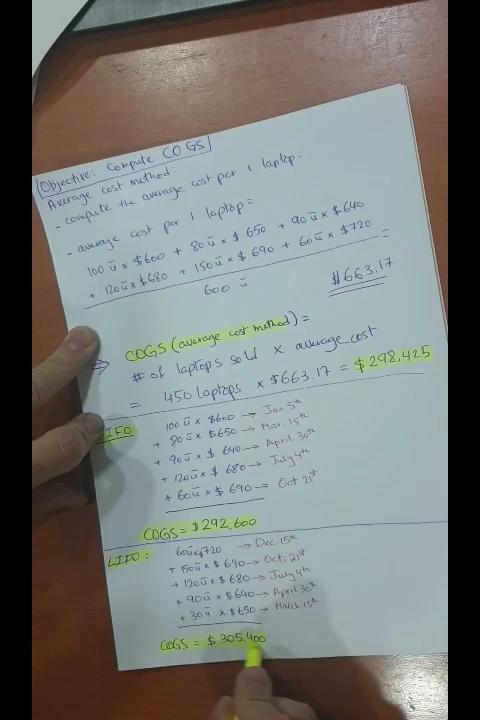 Objective: Compute COGS
Average cost method:
- compute the average cost per 1 laptop.
- average cost per 1 laptop =
100 ū x $600 + 80 ū x $ 650 + 90 ū x $640
+ 120 ū x $680 + 150 ū x $ 690 + 60 ū x $720
=
600 ū
$663.17
⇒ COGS (average cost method) =
# of laptops sold x average cost
= 450 laptops x $663.17 = $298,425
100 ū x $600 → Jan 5th
+ 80 ū x $650 → Mar. 15th
+ 90 ū x $ 640 → April 30th
+ 120 ū x $ 680 → July 4th
+ 60 ū x $ 690 → Oct 21st
COGS = $292,600
LIFO:
60 ū x $720 → Dec. 15th
+ 150 ū x $ 690 → Oct. 21st
+ 120 ū x $ 680 → July 4th
+ 90 ū x $640 → April 30th
+ 30 ū x $650 → March 15th
COGS = $ 305,400